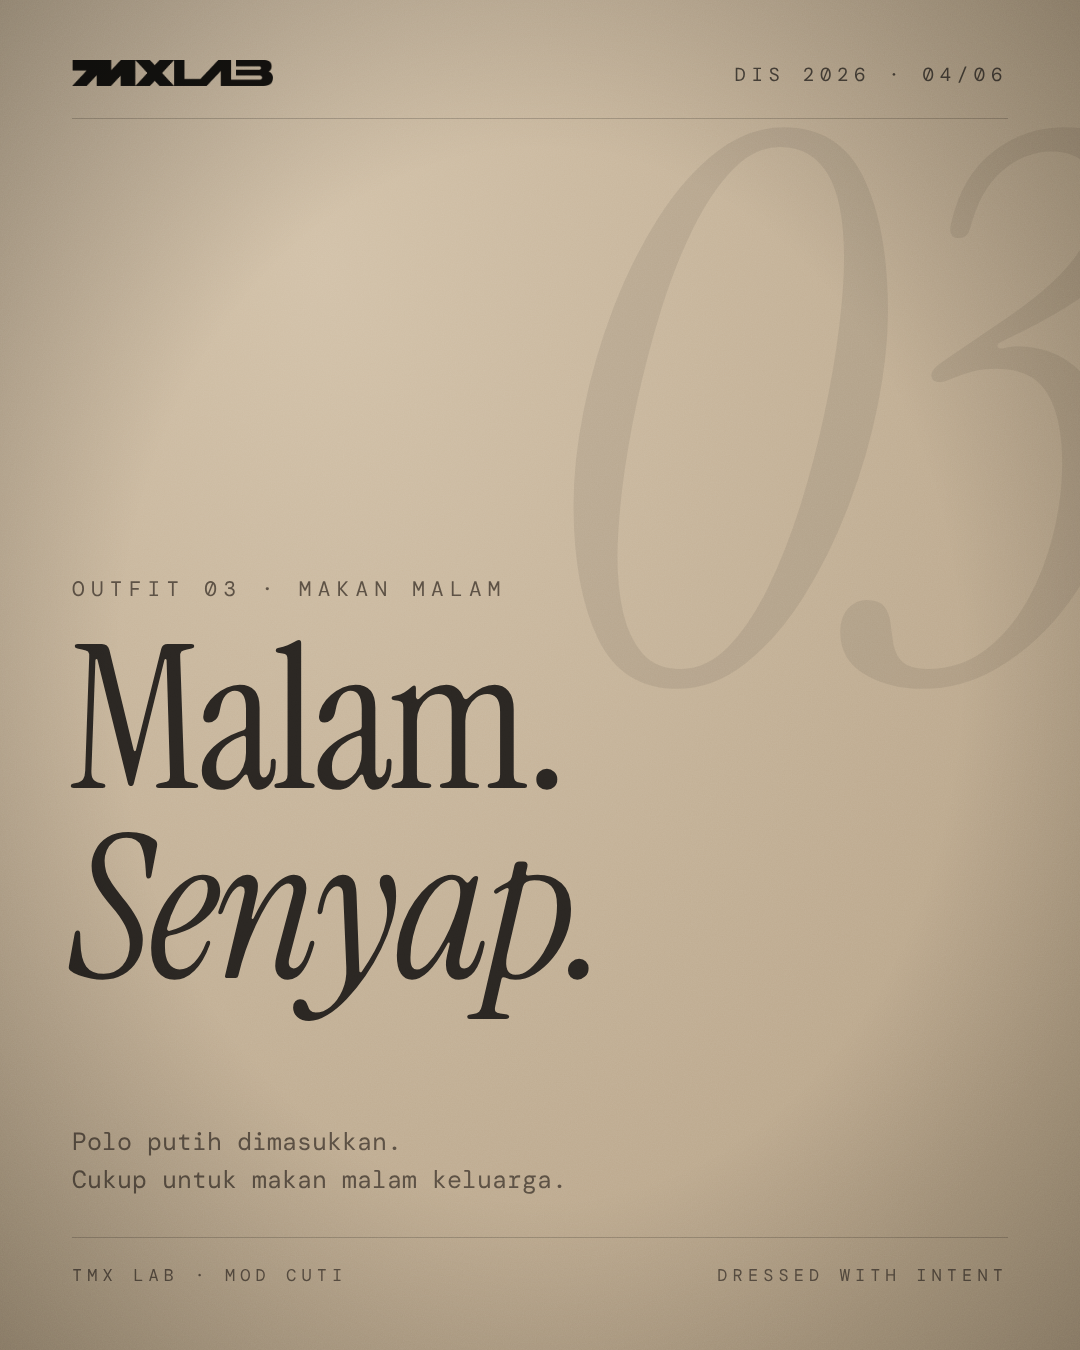 TMXLAB
DIS 2026 · 04/06
03
OUTFIT 03 · MAKAN MALAM
Malam.
Senyap.
Polo putih dimasukkan.
Cukup untuk makan malam keluarga.
TMX LAB · MOD CUTI
DRESSED WITH INTENT